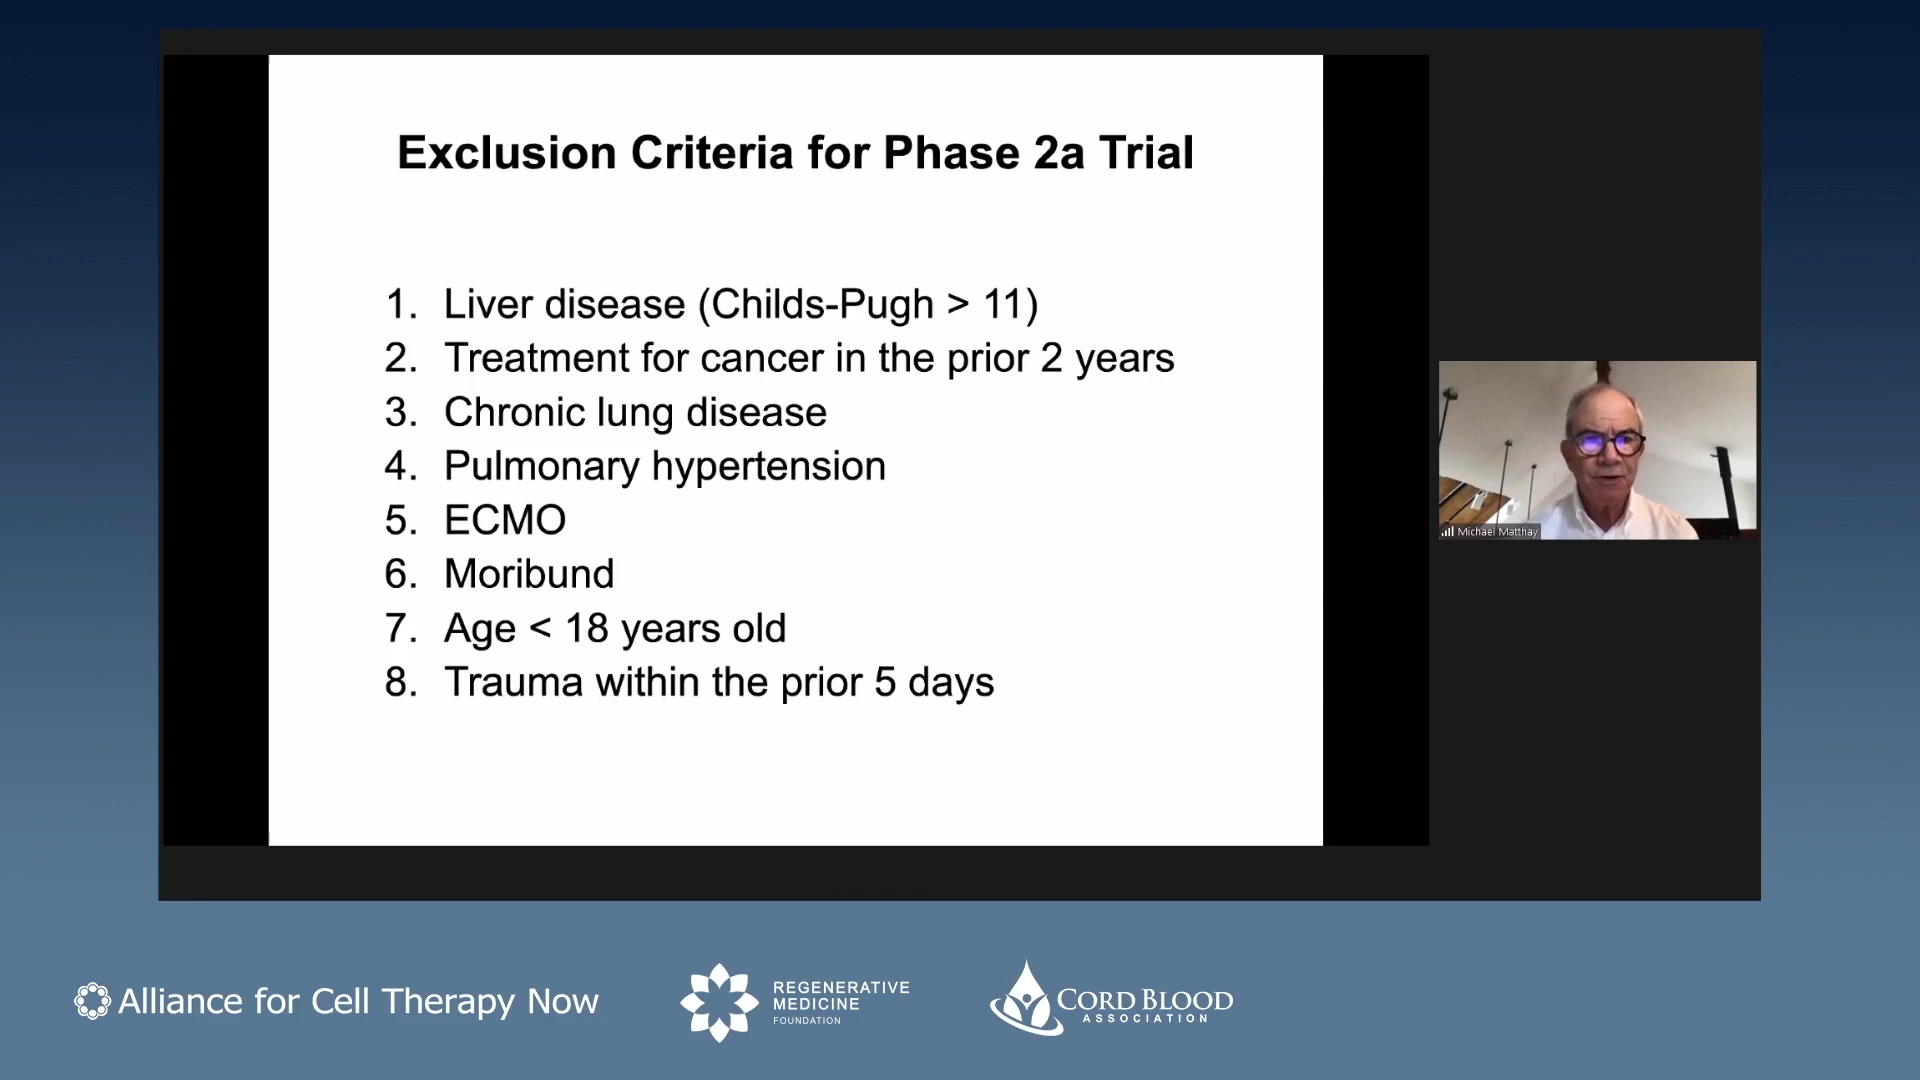 Exclusion Criteria for Phase 2a Trial
1. Liver disease (Childs-Pugh > 11)
2. Treatment for cancer in the prior 2 years
3. Chronic lung disease
4. Pulmonary hypertension
5. ECMO
6. Moribund
7. Age < 18 years old
8. Trauma within the prior 5 days
Michael Matthay
Alliance for Cell Therapy Now
REGENERATIVE
MEDICINE
FOUNDATION
CORD BLOOD
ASSOCIATION